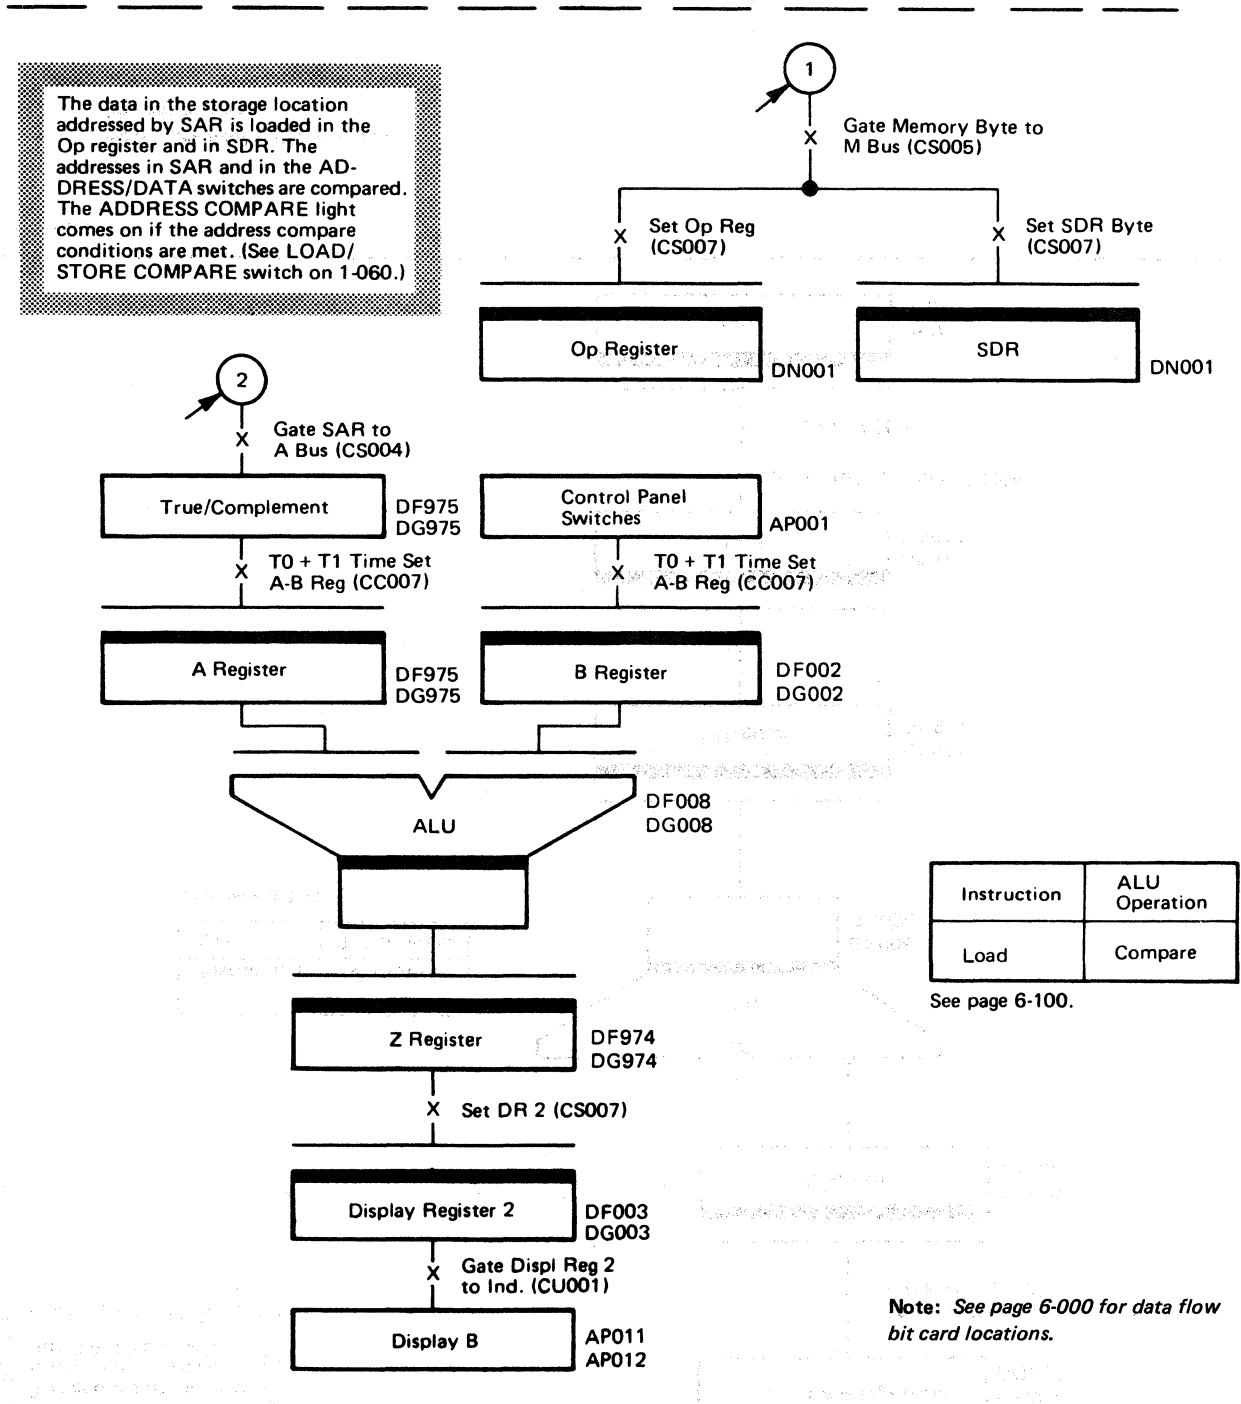 The data in the storage location
addressed by SAR is loaded in the
Op register and in SDR. The
addresses in SAR and in the AD-
DRESS/DATA switches are compared.
The ADDRESS COMPARE light
comes on if the address compare
conditions are met. (See LOAD/
STORE COMPARE switch on 1-060.)
1
Gate Memory Byte to
M Bus (CS005)
Set Op Reg
(CS007)
Set SDR Byte
(CS007)
Op Register
DN001
SDR
DN001
2
Gate SAR to
A Bus (CS004)
True/Complement
DF975
DG975
Control Panel
Switches
AP001
T0 + T1 Time Set
A-B Reg (CC007)
T0 + T1 Time Set
A-B Reg (CC007)
A Register
DF975
DG975
B Register
DF002
DG002
ALU
DF008
DG008
Instruction
ALU
Operation
Load
Compare
See page 6-100.
Z Register
DF974
DG974
Set DR 2 (CS007)
Display Register 2
DF003
DG003
Gate Displ Reg 2
to Ind. (CU001)
Display B
AP011
AP012
Note: See page 6-000 for data flow
bit card locations.